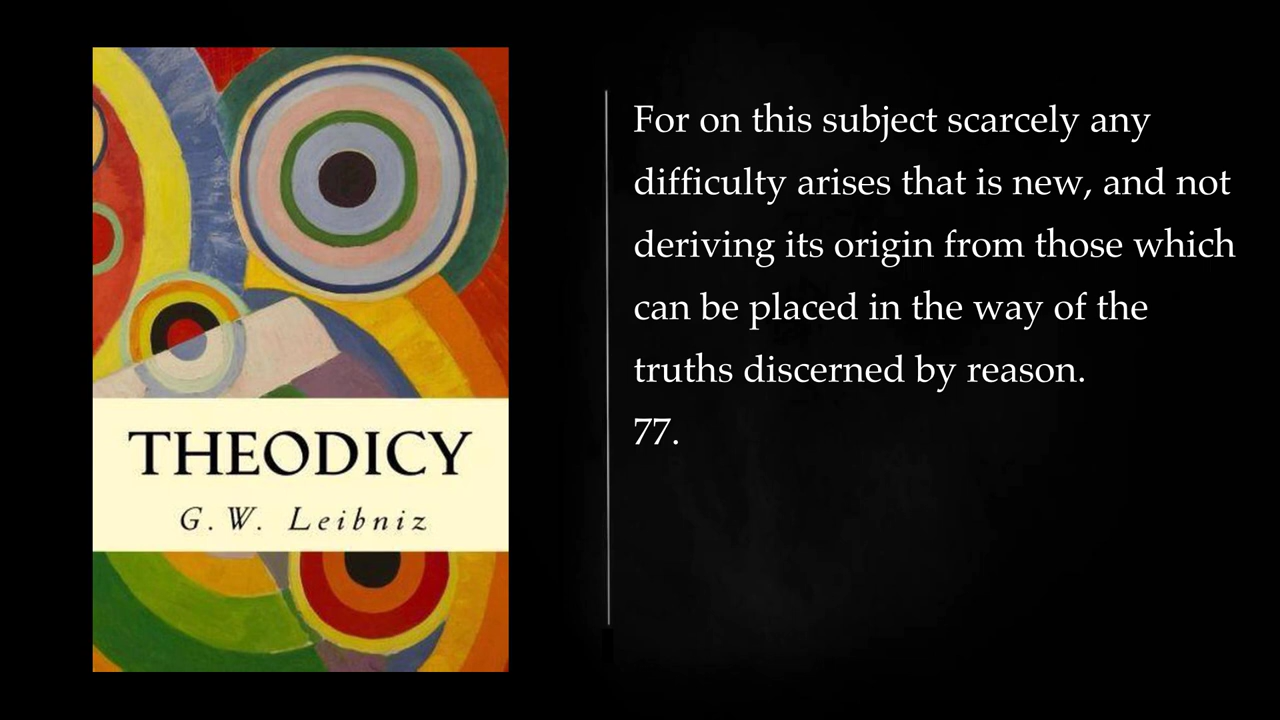 THEODICY
G. W. Leibniz
For on this subject scarcely any
difficulty arises that is new, and not
deriving its origin from those which
can be placed in the way of the
truths discerned by reason.
77.